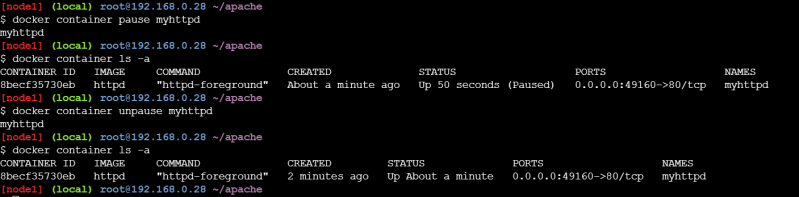 [node1] (local) root@192.168.0.28 ~/apache
$ docker container pause myhttpd
myhttpd
[node1] (local) root@192.168.0.28 ~/apache
$ docker container ls -a
CONTAINER ID IMAGE COMMAND CREATED STATUS PORTS NAMES
8becf35730eb httpd "httpd-foreground" About a minute ago Up 50 seconds (Paused) 0.0.0.0:49160->80/tcp myhttpd
[node1] (local) root@192.168.0.28 ~/apache
$ docker container unpause myhttpd
myhttpd
[node1] (local) root@192.168.0.28 ~/apache
$ docker container ls -a
CONTAINER ID IMAGE COMMAND CREATED STATUS PORTS NAMES
8becf35730eb httpd "httpd-foreground" 2 minutes ago Up About a minute 0.0.0.0:49160->80/tcp myhttpd
[node1] (local) root@192.168.0.28 ~/apache